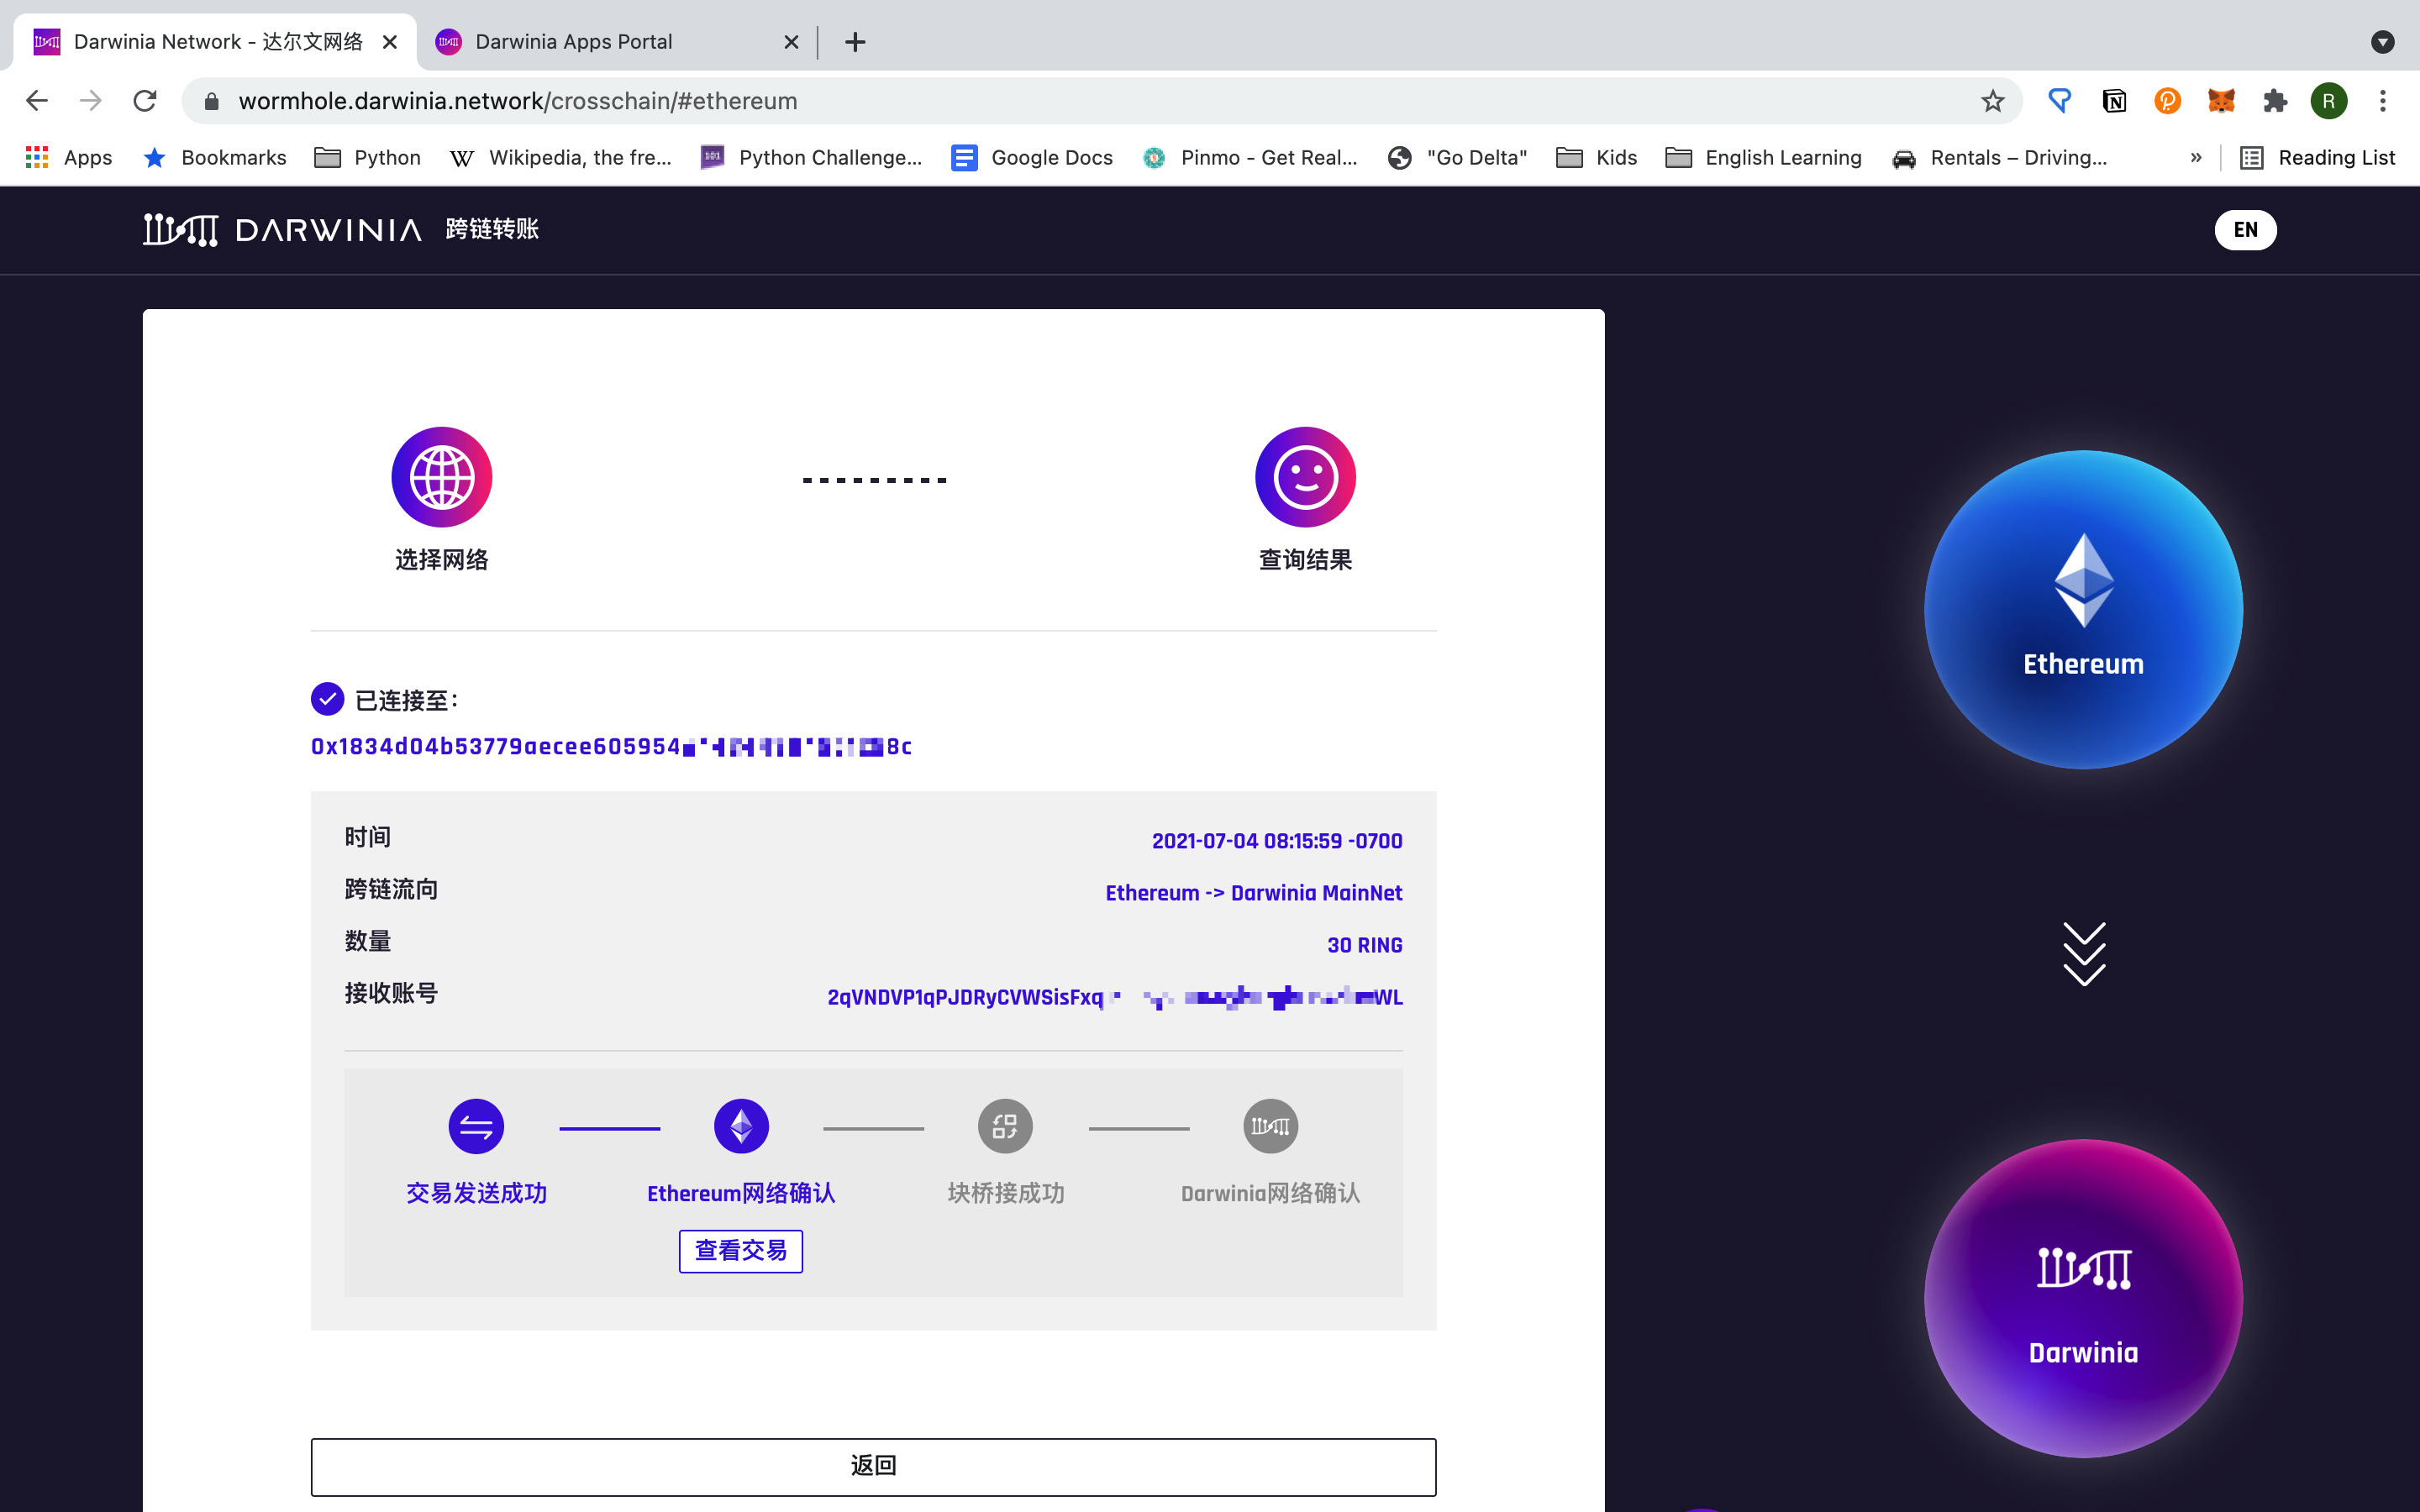 Darwinia Network - 达尔文网络
Darwinia Apps Portal
wormhole.darwinia.network/crosschain/#ethereum
R
Apps
Bookmarks
Python
Wikipedia, the fre...
Python Challenge...
Google Docs
Pinmo - Get Real...
"Go Delta"
Kids
English Learning
Rentals – Driving...
»
Reading List
DARWINIA 跨链转账
EN
选择网络
查询结果
已连接至：
0x1834d04b53779aecee605954 8c
时间 2021-07-04 08:15:59 -0700
跨链流向 Ethereum -> Darwinia MainNet
数量 30 RING
接收账号 2qVNDVP1qPJDRyCVWSisFxq WL
交易发送成功
Ethereum网络确认
块桥接成功
Darwinia网络确认
查看交易
返回
Ethereum
Darwinia